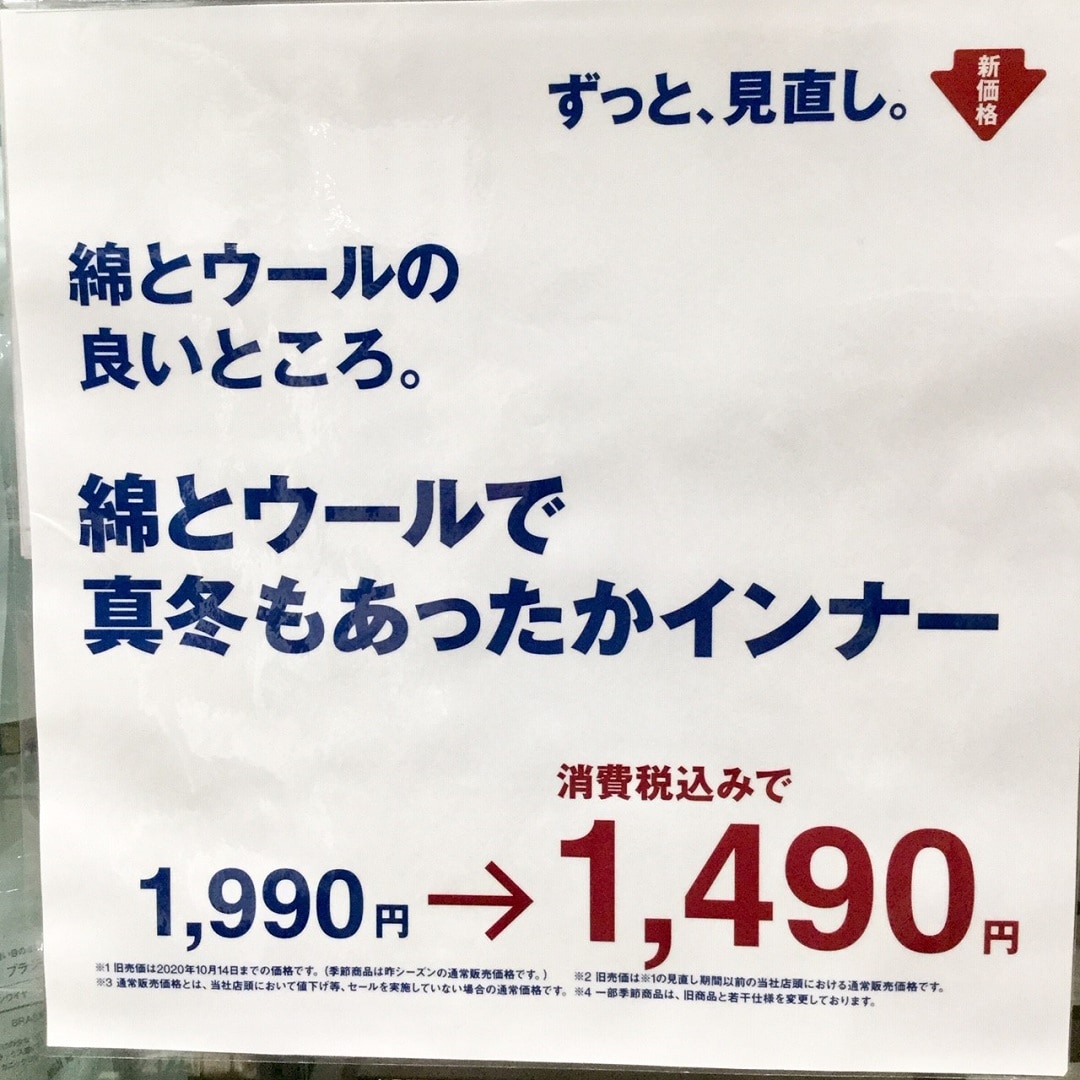 ずっと、見直し。
新価格
綿とウールの
良いところ。
綿とウールで
真冬もあったかインナー
消費税込みで
1,990円→1,490円
※1 旧売価は2020年10月14日までの価格です。(季節商品は昨シーズンの通常販売価格です。)
※2 旧売価は※1の見直し期間以前の当社店頭における通常販売価格です。
※3 通常販売価格とは、当社店頭において値下げ等、セールを実施していない場合の通常価格です。
※4 一部季節商品は、旧商品と若干仕様を変更しております。